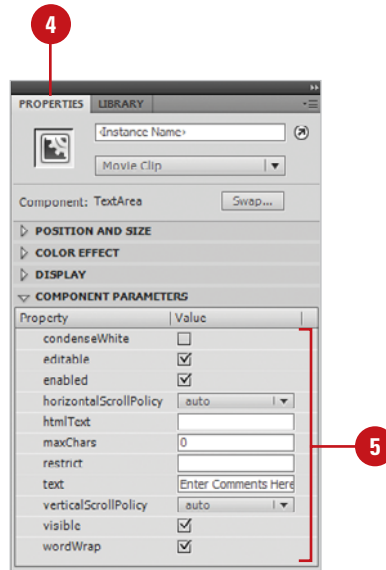 4
PROPERTIES LIBRARY
<Instance Name>
Movie Clip
Component: TextArea Swap...
POSITION AND SIZE
COLOR EFFECT
DISPLAY
COMPONENT PARAMETERS
Property Value
condenseWhite
editable
enabled
horizontalScrollPolicy auto
htmlText
maxChars 0
restrict
text Enter Comments Here
verticalScrollPolicy auto
visible
wordWrap
5